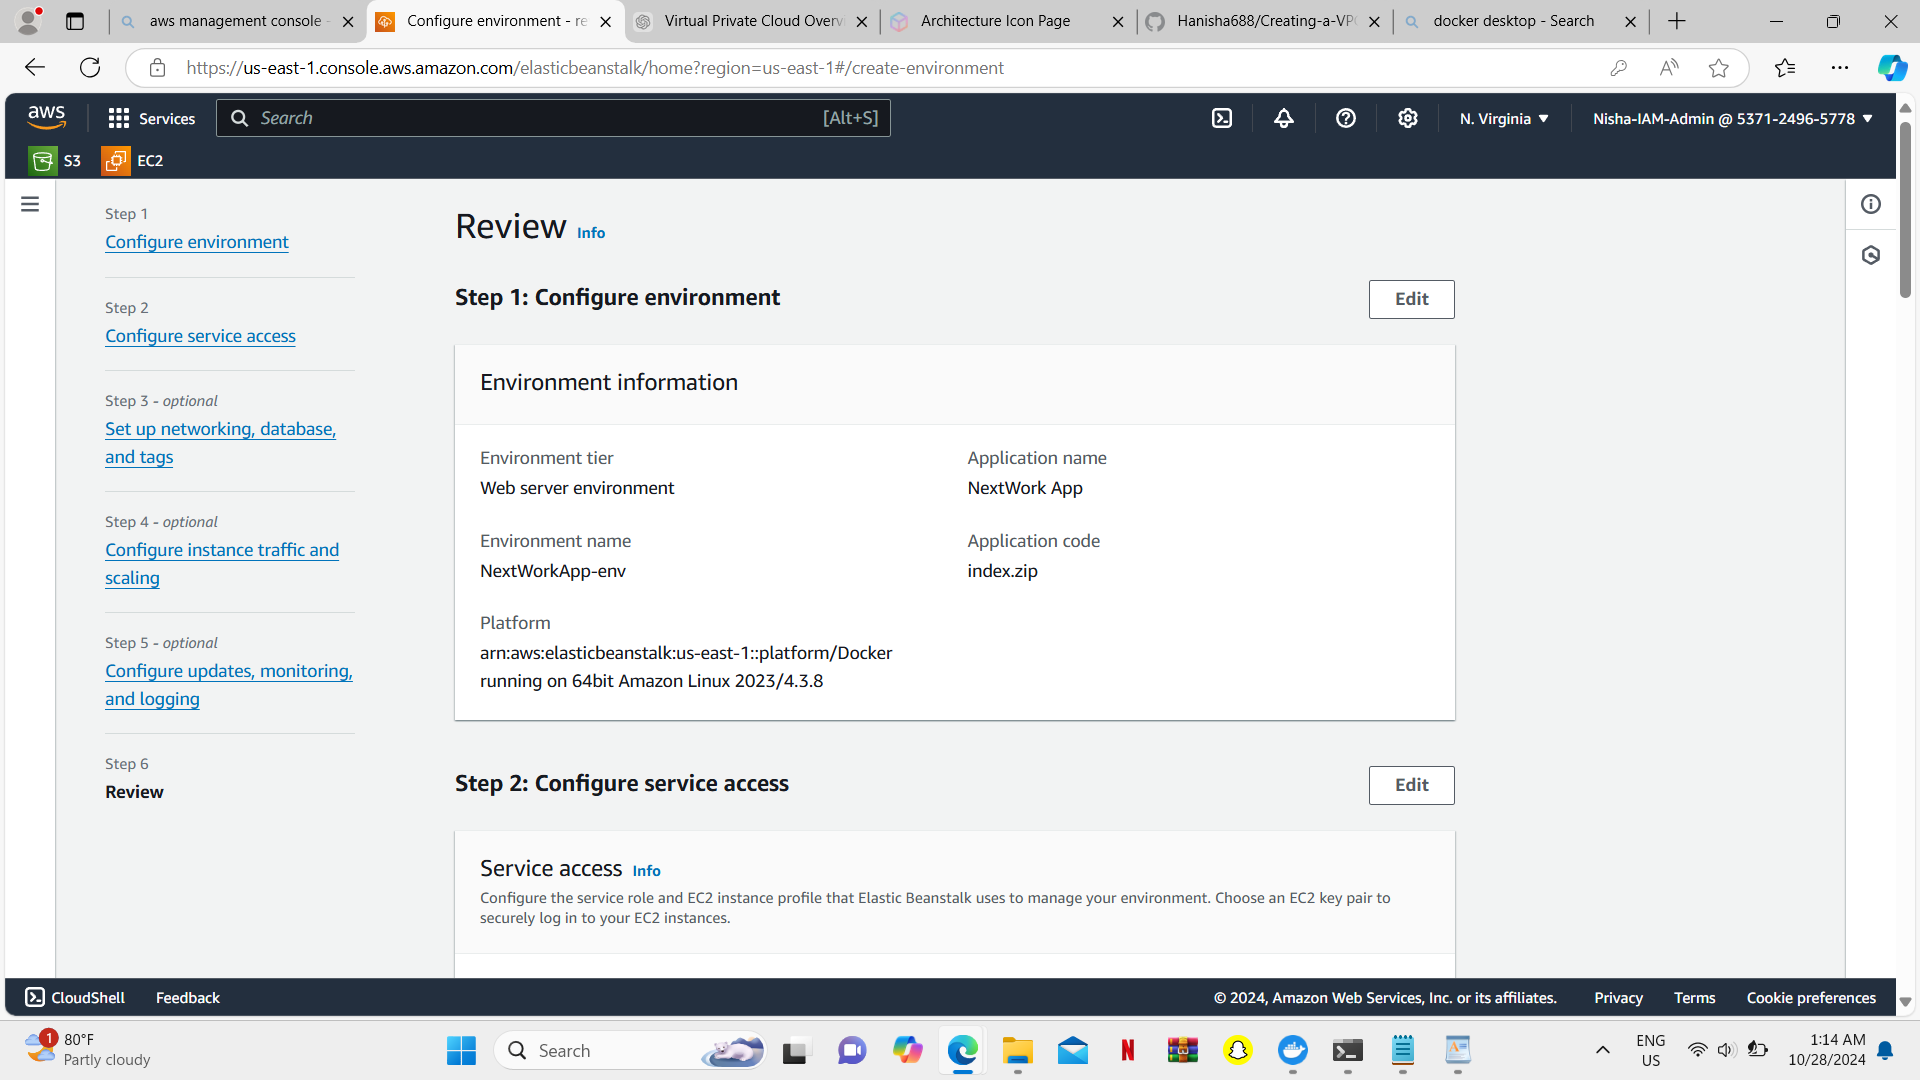 aws management console -
Configure environment - re
Virtual Private Cloud Overvi
Architecture Icon Page
Hanisha688/Creating-a-VPC
docker desktop - Search
https://us-east-1.console.aws.amazon.com/elasticbeanstalk/home?region=us-east-1#/create-environment
aws
Services
Search
[Alt+S]
N. Virginia
Nisha-IAM-Admin @ 5371-2496-5778
S3
EC2
Step 1
Configure environment
Step 2
Configure service access
Step 3 - optional
Set up networking, database,
and tags
Step 4 - optional
Configure instance traffic and
scaling
Step 5 - optional
Configure updates, monitoring,
and logging
Step 6
Review
Review Info
Step 1: Configure environment
Edit
Environment information
Environment tier
Web server environment
Application name
NextWork App
Environment name
NextWorkApp-env
Application code
index.zip
Platform
arn:aws:elasticbeanstalk:us-east-1::platform/Docker
running on 64bit Amazon Linux 2023/4.3.8
Step 2: Configure service access
Edit
Service access Info
Configure the service role and EC2 instance profile that Elastic Beanstalk uses to manage your environment. Choose an EC2 key pair to
securely log in to your EC2 instances.
CloudShell
Feedback
© 2024, Amazon Web Services, Inc. or its affiliates.
Privacy
Terms
Cookie preferences
1
80°F
Partly cloudy
Search
N
ENG
US
1:14 AM
10/28/2024